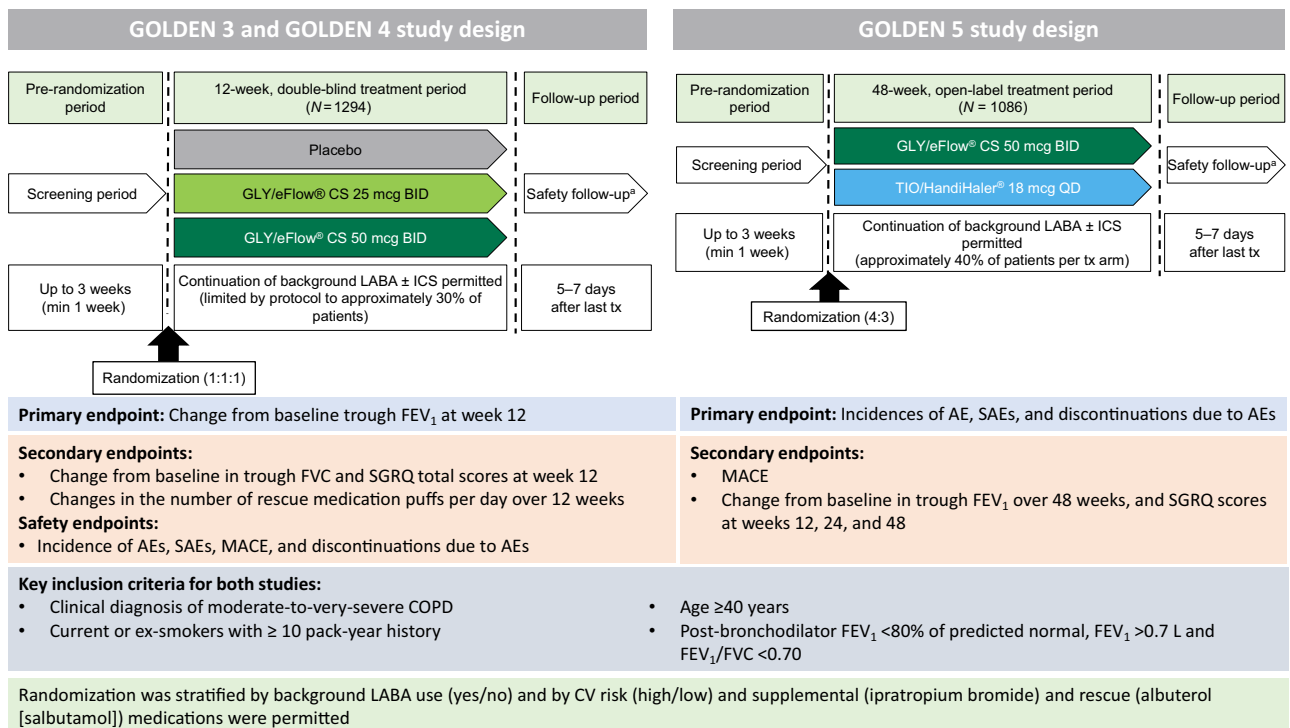 GOLDEN 3 and GOLDEN 4 study design
Pre-randomization
period
12-week, double-blind treatment period
(N = 1294)
Follow-up period
Placebo
Screening period
GLY/eFlow® CS 25 mcg BID
Safety follow-upᵃ
GLY/eFlow® CS 50 mcg BID
Up to 3 weeks
(min 1 week)
Continuation of background LABA ± ICS permitted
(limited by protocol to approximately 30% of
patients)
5–7 days
after last tx
Randomization (1:1:1)
GOLDEN 5 study design
Pre-randomization
period
48-week, open-label treatment period
(N = 1086)
Follow-up period
GLY/eFlow® CS 50 mcg BID
Screening period
Safety follow-upᵃ
TIO/HandiHaler® 18 mcg QD
Up to 3 weeks
(min 1 week)
Continuation of background LABA ± ICS
permitted
(approximately 40% of patients per tx arm)
5–7 days
after last tx
Randomization (4:3)
Primary endpoint: Change from baseline trough FEV₁ at week 12
Secondary endpoints:
• Change from baseline in trough FVC and SGRQ total scores at week 12
• Changes in the number of rescue medication puffs per day over 12 weeks
Safety endpoints:
• Incidence of AEs, SAEs, MACE, and discontinuations due to AEs
Primary endpoint: Incidences of AE, SAEs, and discontinuations due to AEs
Secondary endpoints:
• MACE
• Change from baseline in trough FEV₁ over 48 weeks, and SGRQ scores
at weeks 12, 24, and 48
Key inclusion criteria for both studies:
• Clinical diagnosis of moderate-to-very-severe COPD
• Current or ex-smokers with ≥ 10 pack-year history
• Age ≥40 years
• Post-bronchodilator FEV₁ <80% of predicted normal, FEV₁ >0.7 L and
FEV₁/FVC <0.70
Randomization was stratified by background LABA use (yes/no) and by CV risk (high/low) and supplemental (ipratropium bromide) and rescue (albuterol
[salbutamol]) medications were permitted